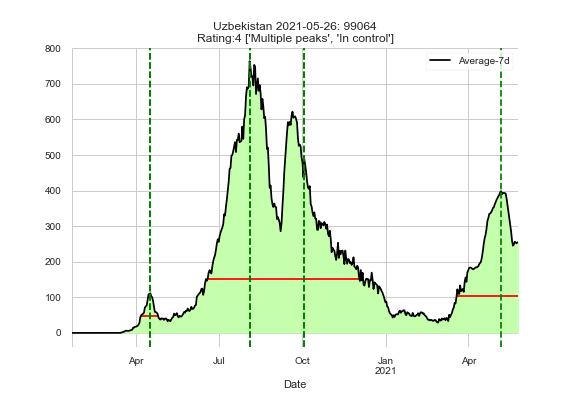 Uzbekistan 2021-05-26: 99064
Rating:4 ['Multiple peaks', 'In control']
Average-7d
800
700
600
500
400
300
200
100
0
Apr
Jul
Oct
Jan
2021
Apr
Date